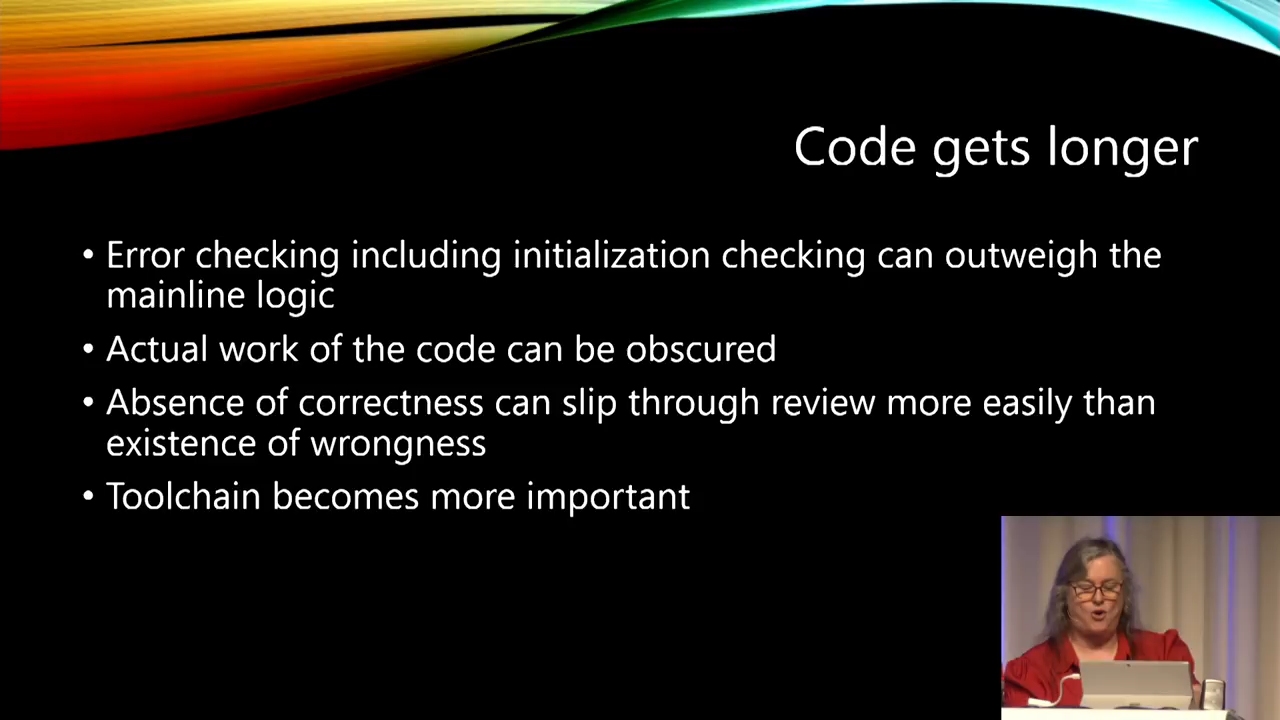 Code gets longer
• Error checking including initialization checking can outweigh the
mainline logic
• Actual work of the code can be obscured
• Absence of correctness can slip through review more easily than
existence of wrongness
• Toolchain becomes more important